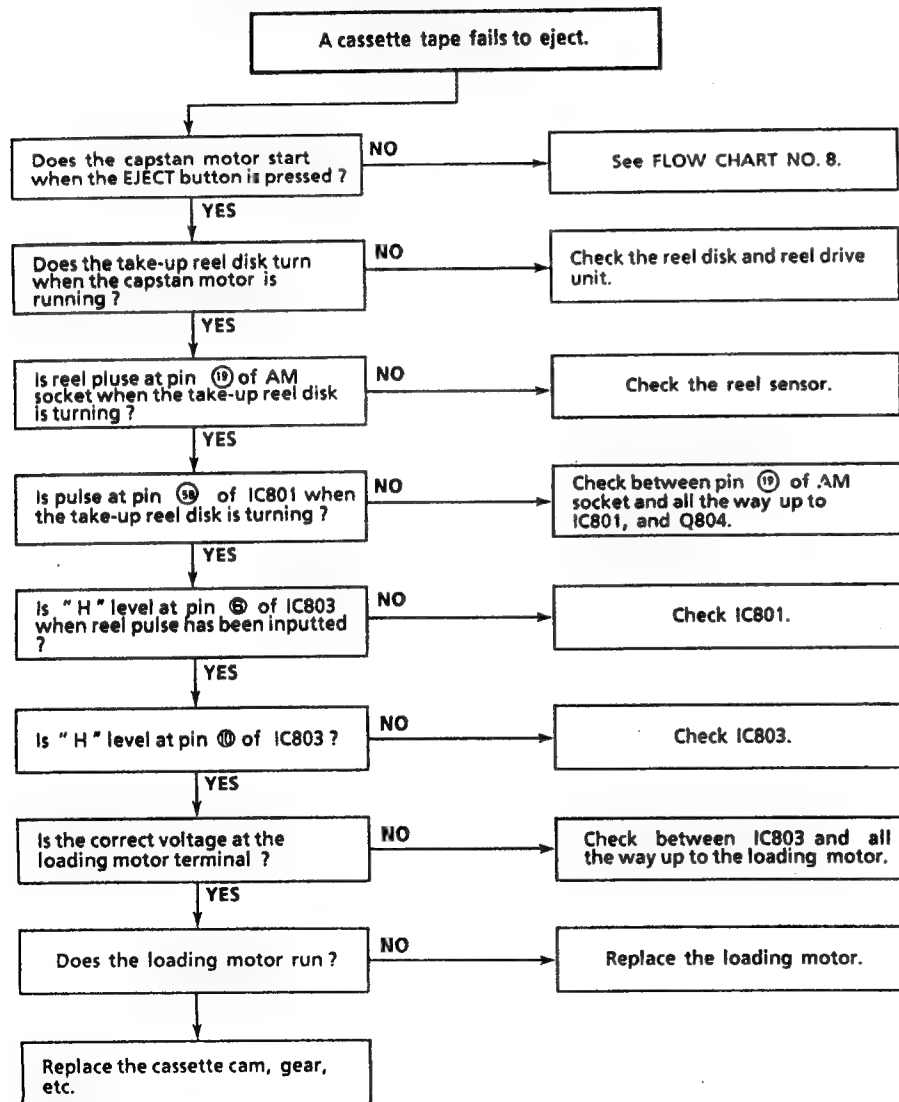 A cassette tape fails to eject.
Does the capstan motor start
when the EJECT button is pressed ?
NO
See FLOW CHART NO. 8.
YES
Does the take-up reel disk turn
when the capstan motor is
running ?
NO
Check the reel disk and reel drive
unit.
YES
Is reel pluse at pin ⑲ of AM
socket when the take-up reel disk
is turning ?
NO
Check the reel sensor.
YES
Is pulse at pin 58 of IC801 when
the take-up reel disk is turning ?
NO
Check between pin ⑲ of AM
socket and all the way up to
IC801, and Q804.
YES
Is "H" level at pin ⑥ of IC803
when reel pulse has been inputted
?
NO
Check IC801.
YES
Is "H" level at pin ⑩ of IC803 ?
NO
Check IC803.
YES
Is the correct voltage at the
loading motor terminal ?
NO
Check between IC803 and all
the way up to the loading motor.
YES
Does the loading motor run ?
NO
Replace the loading motor.
Replace the cassette cam, gear,
etc.